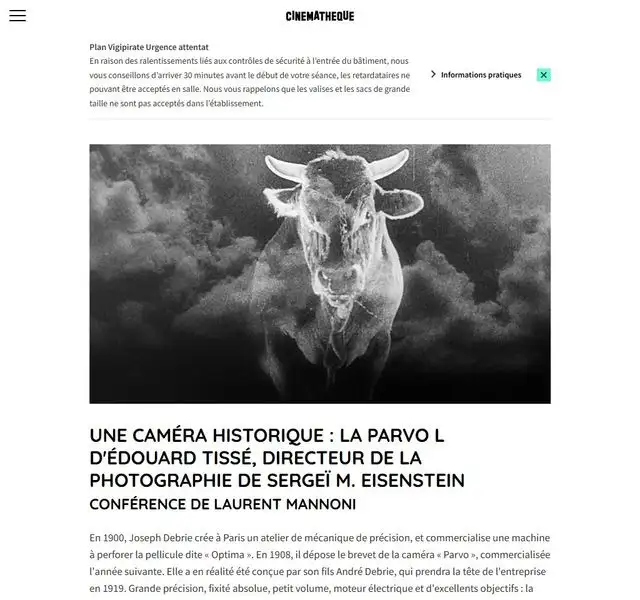 CINEMATHEQUE
Plan Vigipirate Urgence attentat
En raison des ralentissements liés aux contrôles de sécurité à l'entrée du bâtiment, nous
vous conseillons d'arriver 30 minutes avant le début de votre séance, les retardataires ne
pouvant être acceptés en salle. Nous vous rappelons que les valises et les sacs de grande
taille ne sont pas acceptés dans l'établissement.
Informations pratiques
UNE CAMÉRA HISTORIQUE : LA PARVO L
D'ÉDOUARD TISSÉ, DIRECTEUR DE LA
PHOTOGRAPHIE DE SERGEÏ M. EISENSTEIN
CONFÉRENCE DE LAURENT MANNONI
En 1900, Joseph Debrie crée à Paris un atelier de mécanique de précision, et commercialise une machine
à perforer la pellicule dite « Optima ». En 1908, il dépose le brevet de la caméra « Parvo », commercialisée
l'année suivante. Elle a en réalité été conçue par son fils André Debrie, qui prendra la tête de l'entreprise
en 1919. Grande précision, fixité absolue, petit volume, moteur électrique et d'excellents objectifs : la